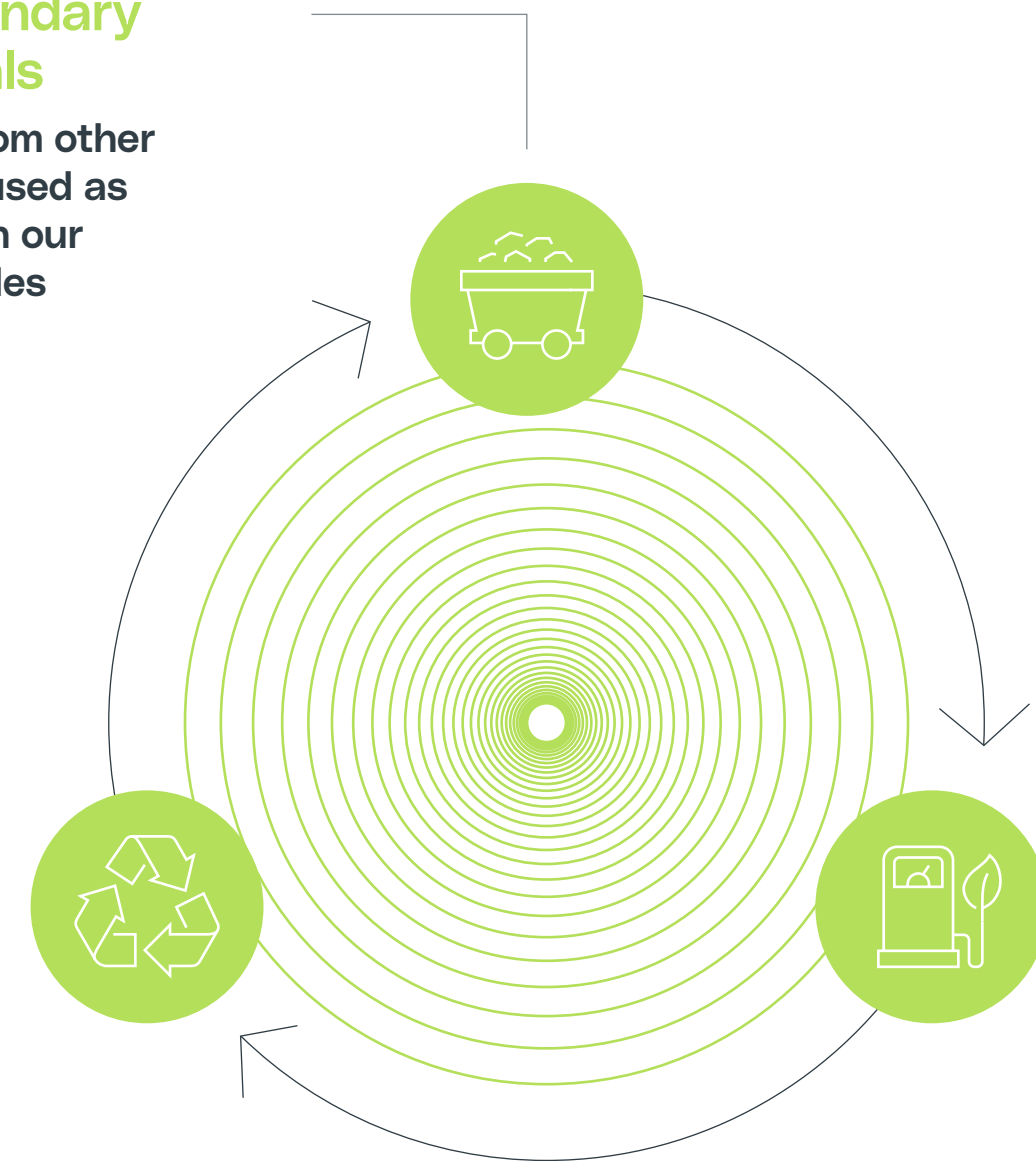 ndary
ls
om other
used as
n our
les